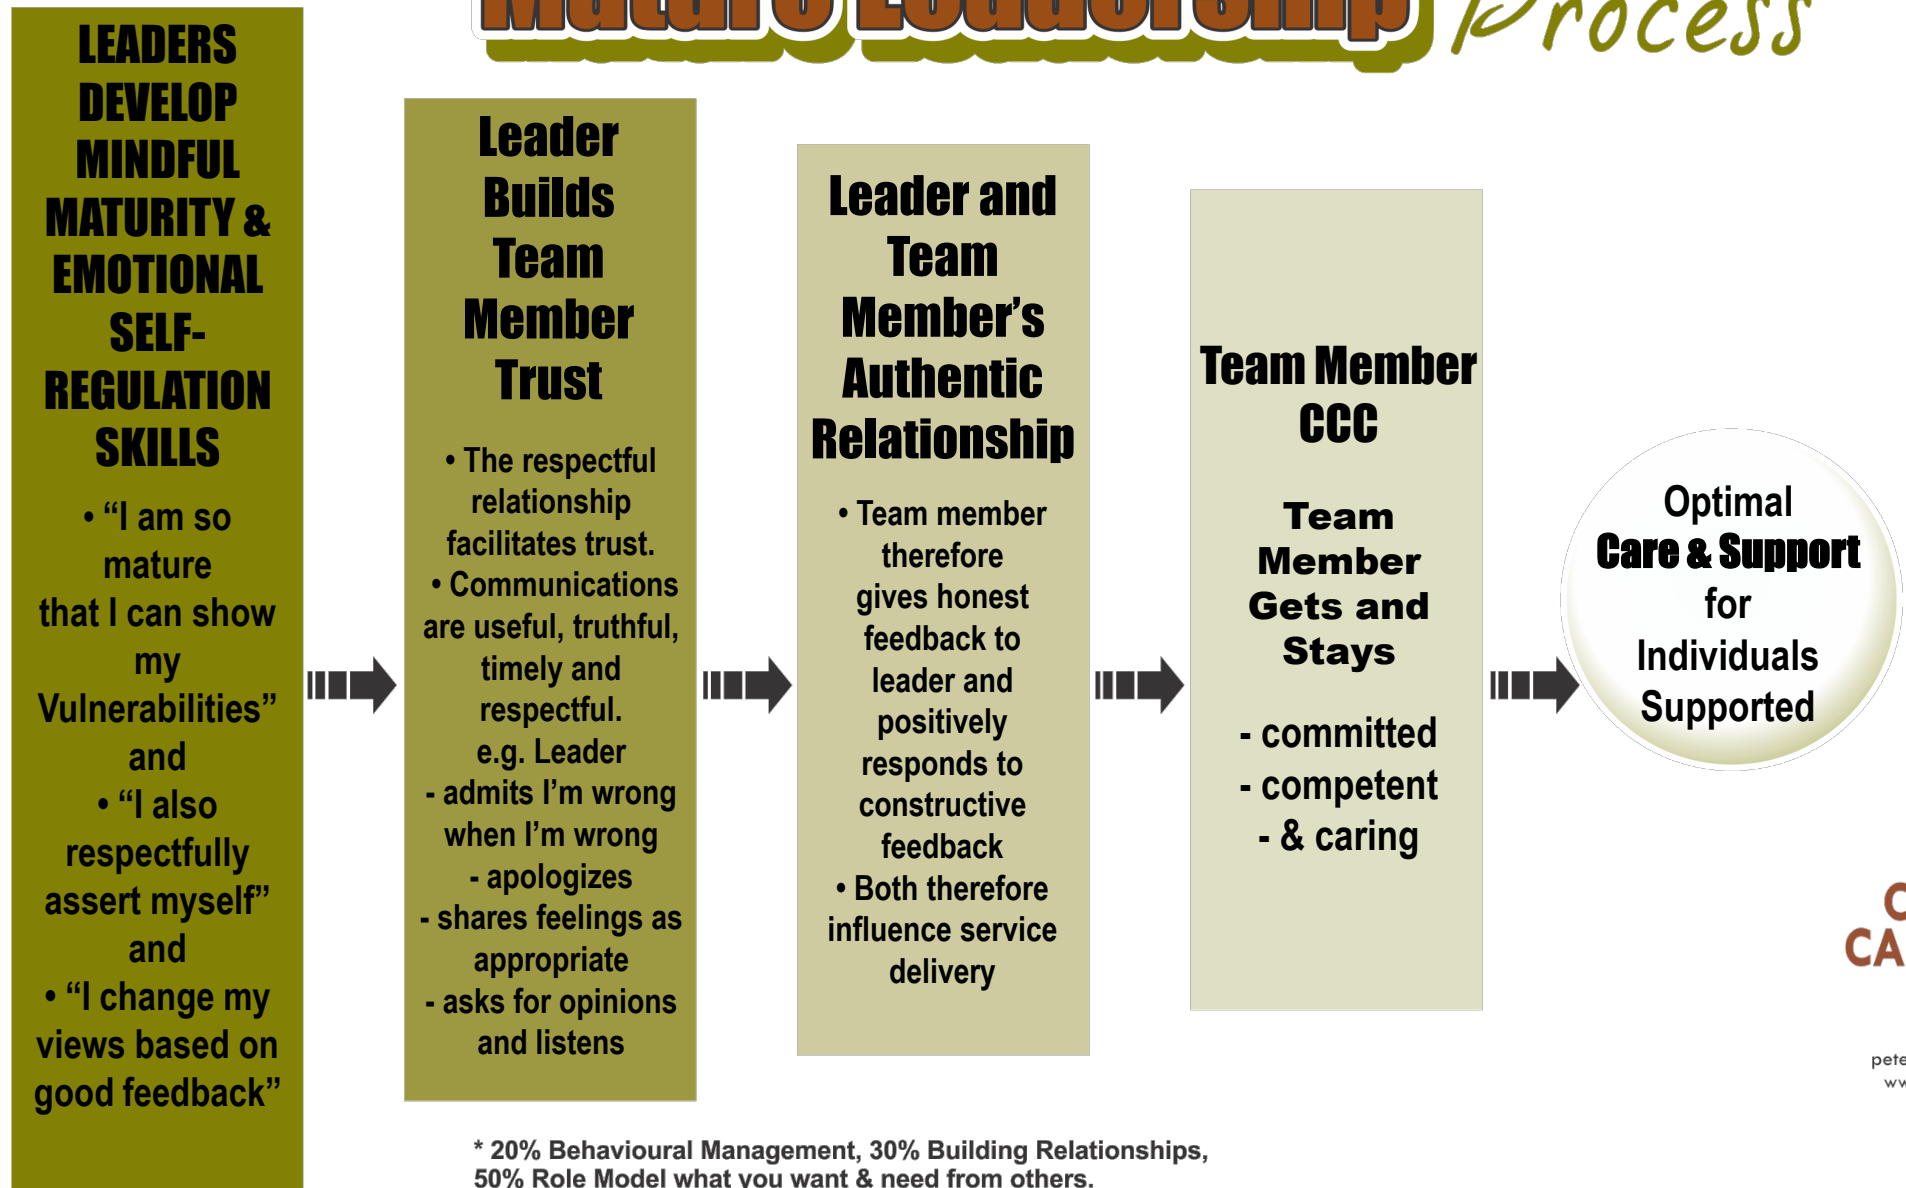 Mature Leadership Process
LEADERS
DEVELOP
MINDFUL
MATURITY &
EMOTIONAL
SELF-
REGULATION
SKILLS
• “I am so
mature
that I can show
my
Vulnerabilities”
and
• “I also
respectfully
assert myself”
and
• “I change my
views based on
good feedback”
Leader
Builds
Team
Member
Trust
• The respectful
relationship
facilitates trust.
• Communications
are useful, truthful,
timely and
respectful.
e.g. Leader
- admits I’m wrong
when I’m wrong
- apologizes
- shares feelings as
appropriate
- asks for opinions
and listens
Leader and
Team
Member’s
Authentic
Relationship
• Team member
therefore
gives honest
feedback to
leader and
positively
responds to
constructive
feedback
• Both therefore
influence service
delivery
Team Member
CCC
Team
Member
Gets and
Stays
- committed
- competent
- & caring
Optimal
Care & Support
for
Individuals
Supported
CA
pete
* 20% Behavioural Management, 30% Building Relationships,
50% Role Model what you want & need from others.